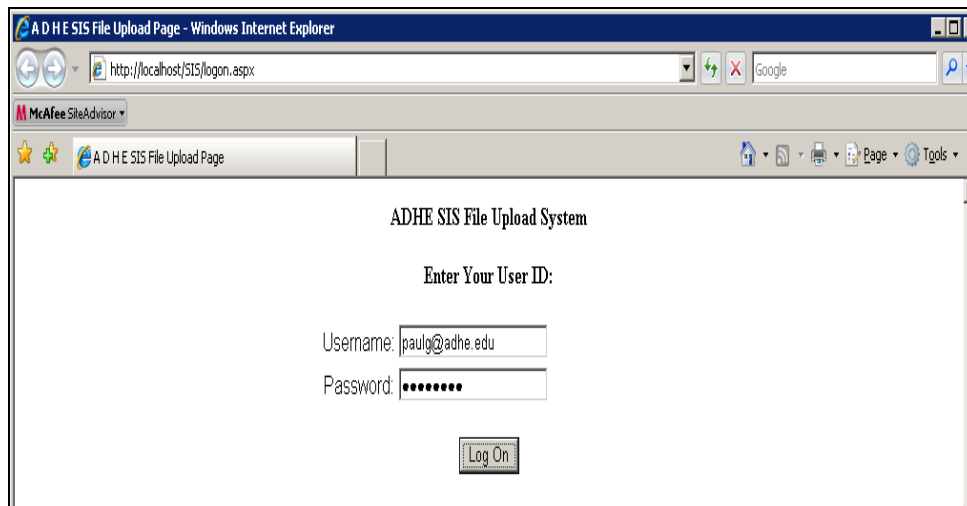 A D H E SIS File Upload Page - Windows Internet Explorer
http://localhost/SIS/logon.aspx
Google
McAfee SiteAdvisor
A D H E SIS File Upload Page
Page
Tools
ADHE SIS File Upload System
Enter Your User ID:
Username: paulg@adhe.edu
Password: ••••••••
Log On